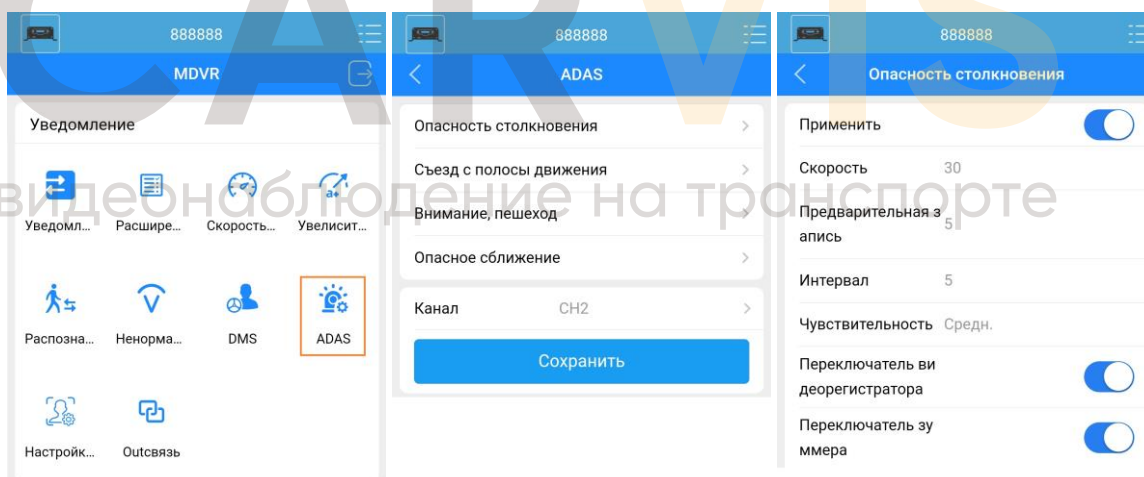 CARVIS
видеонаблюдение на транспорте
888888
MDVR
Уведомление
Уведомл...
Расшире...
Скорость...
Увелисит...
Распозна...
Ненорма...
DMS
ADAS
Настройк...
Outсвязь
888888
ADAS
Опасность столкновения
Съезд с полосы движения
Внимание, пешеход
Опасное сближение
Канал CH2
Сохранить
888888
Опасность столкновения
Применить
Скорость 30
Предварительная з
апись 5
Интервал 5
Чувствительность Средн.
Переключатель ви
деорегистратора
Переключатель зу
ммера